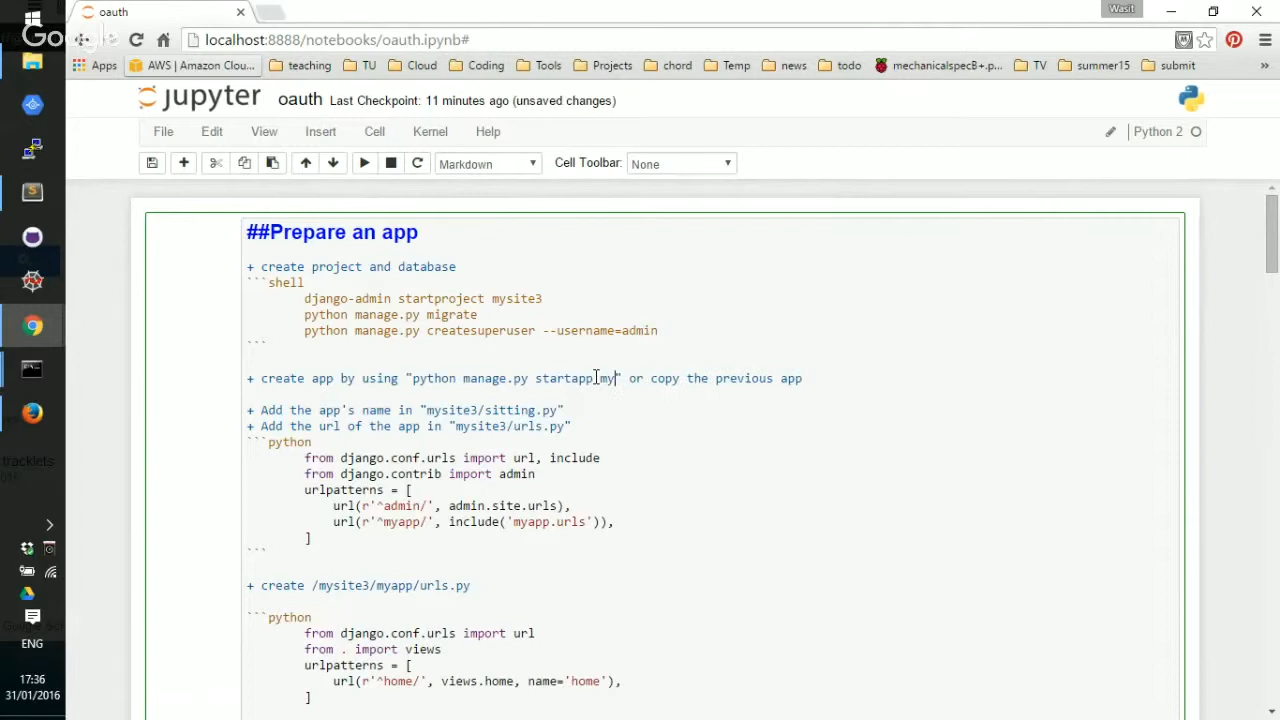 oauth
Wasit
Google
localhost:8888/notebooks/oauth.ipynb#
Apps AWS | Amazon Clou... teaching TU Cloud Coding Tools Projects chord Temp news todo mechanicalspecB+.p... TV summer15 submit »
jupyter oauth Last Checkpoint: 11 minutes ago (unsaved changes)
File Edit View Insert Cell Kernel Help Python 2
Markdown Cell Toolbar: None
##Prepare an app
+ create project and database
```shell
django-admin startproject mysite3
python manage.py migrate
python manage.py createsuperuser --username=admin
```
+ create app by using "python manage.py startapp my" or copy the previous app
+ Add the app's name in "mysite3/sitting.py"
+ Add the url of the app in "mysite3/urls.py"
```python
from django.conf.urls import url, include
from django.contrib import admin
urlpatterns = [
url(r'^admin/', admin.site.urls),
url(r'^myapp/', include('myapp.urls')),
]
```
+ create /mysite3/myapp/urls.py
```python
from django.conf.urls import url
from . import views
urlpatterns = [
url(r'^home/', views.home, name='home'),
]
tracklets
ENG
17:36
31/01/2016